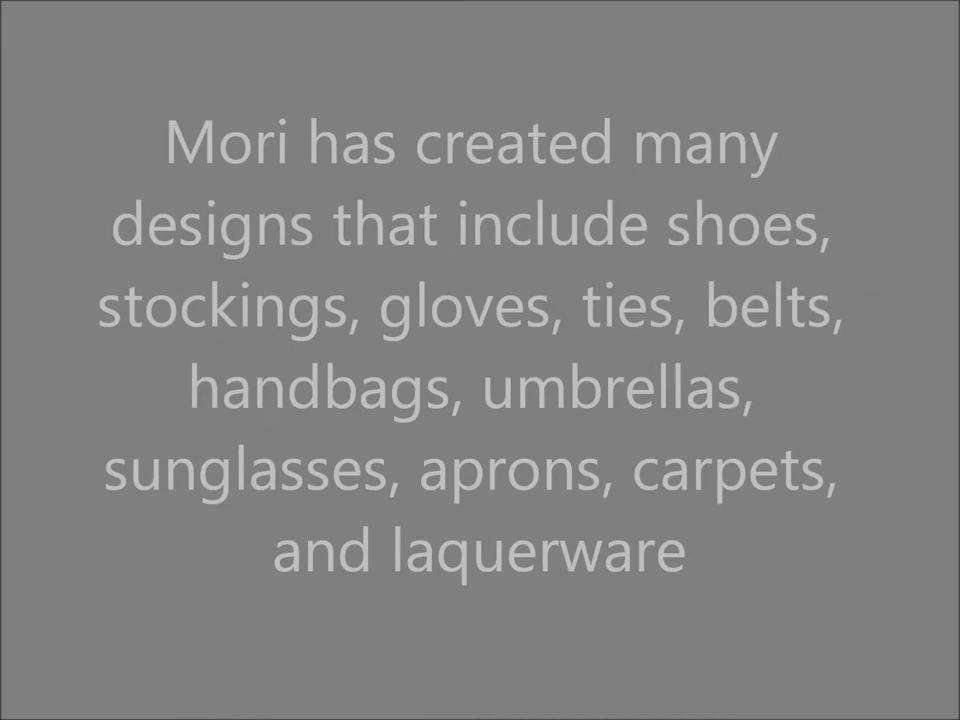 Mori has created many
designs that include shoes,
stockings, gloves, ties, belts,
handbags, umbrellas,
sunglasses, aprons, carpets,
and laquerware